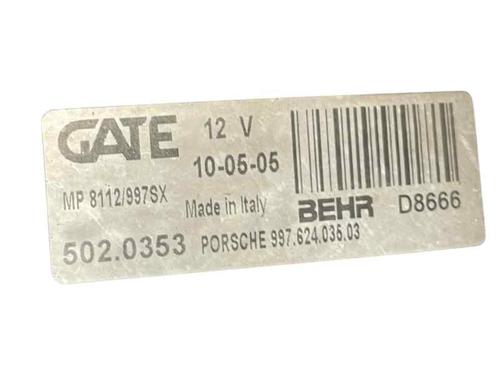 GATE 12 V
10-05-05
MP 8112/997SX Made in Italy BEHR D8666
502.0353 PORSCHE 997.624.035.03